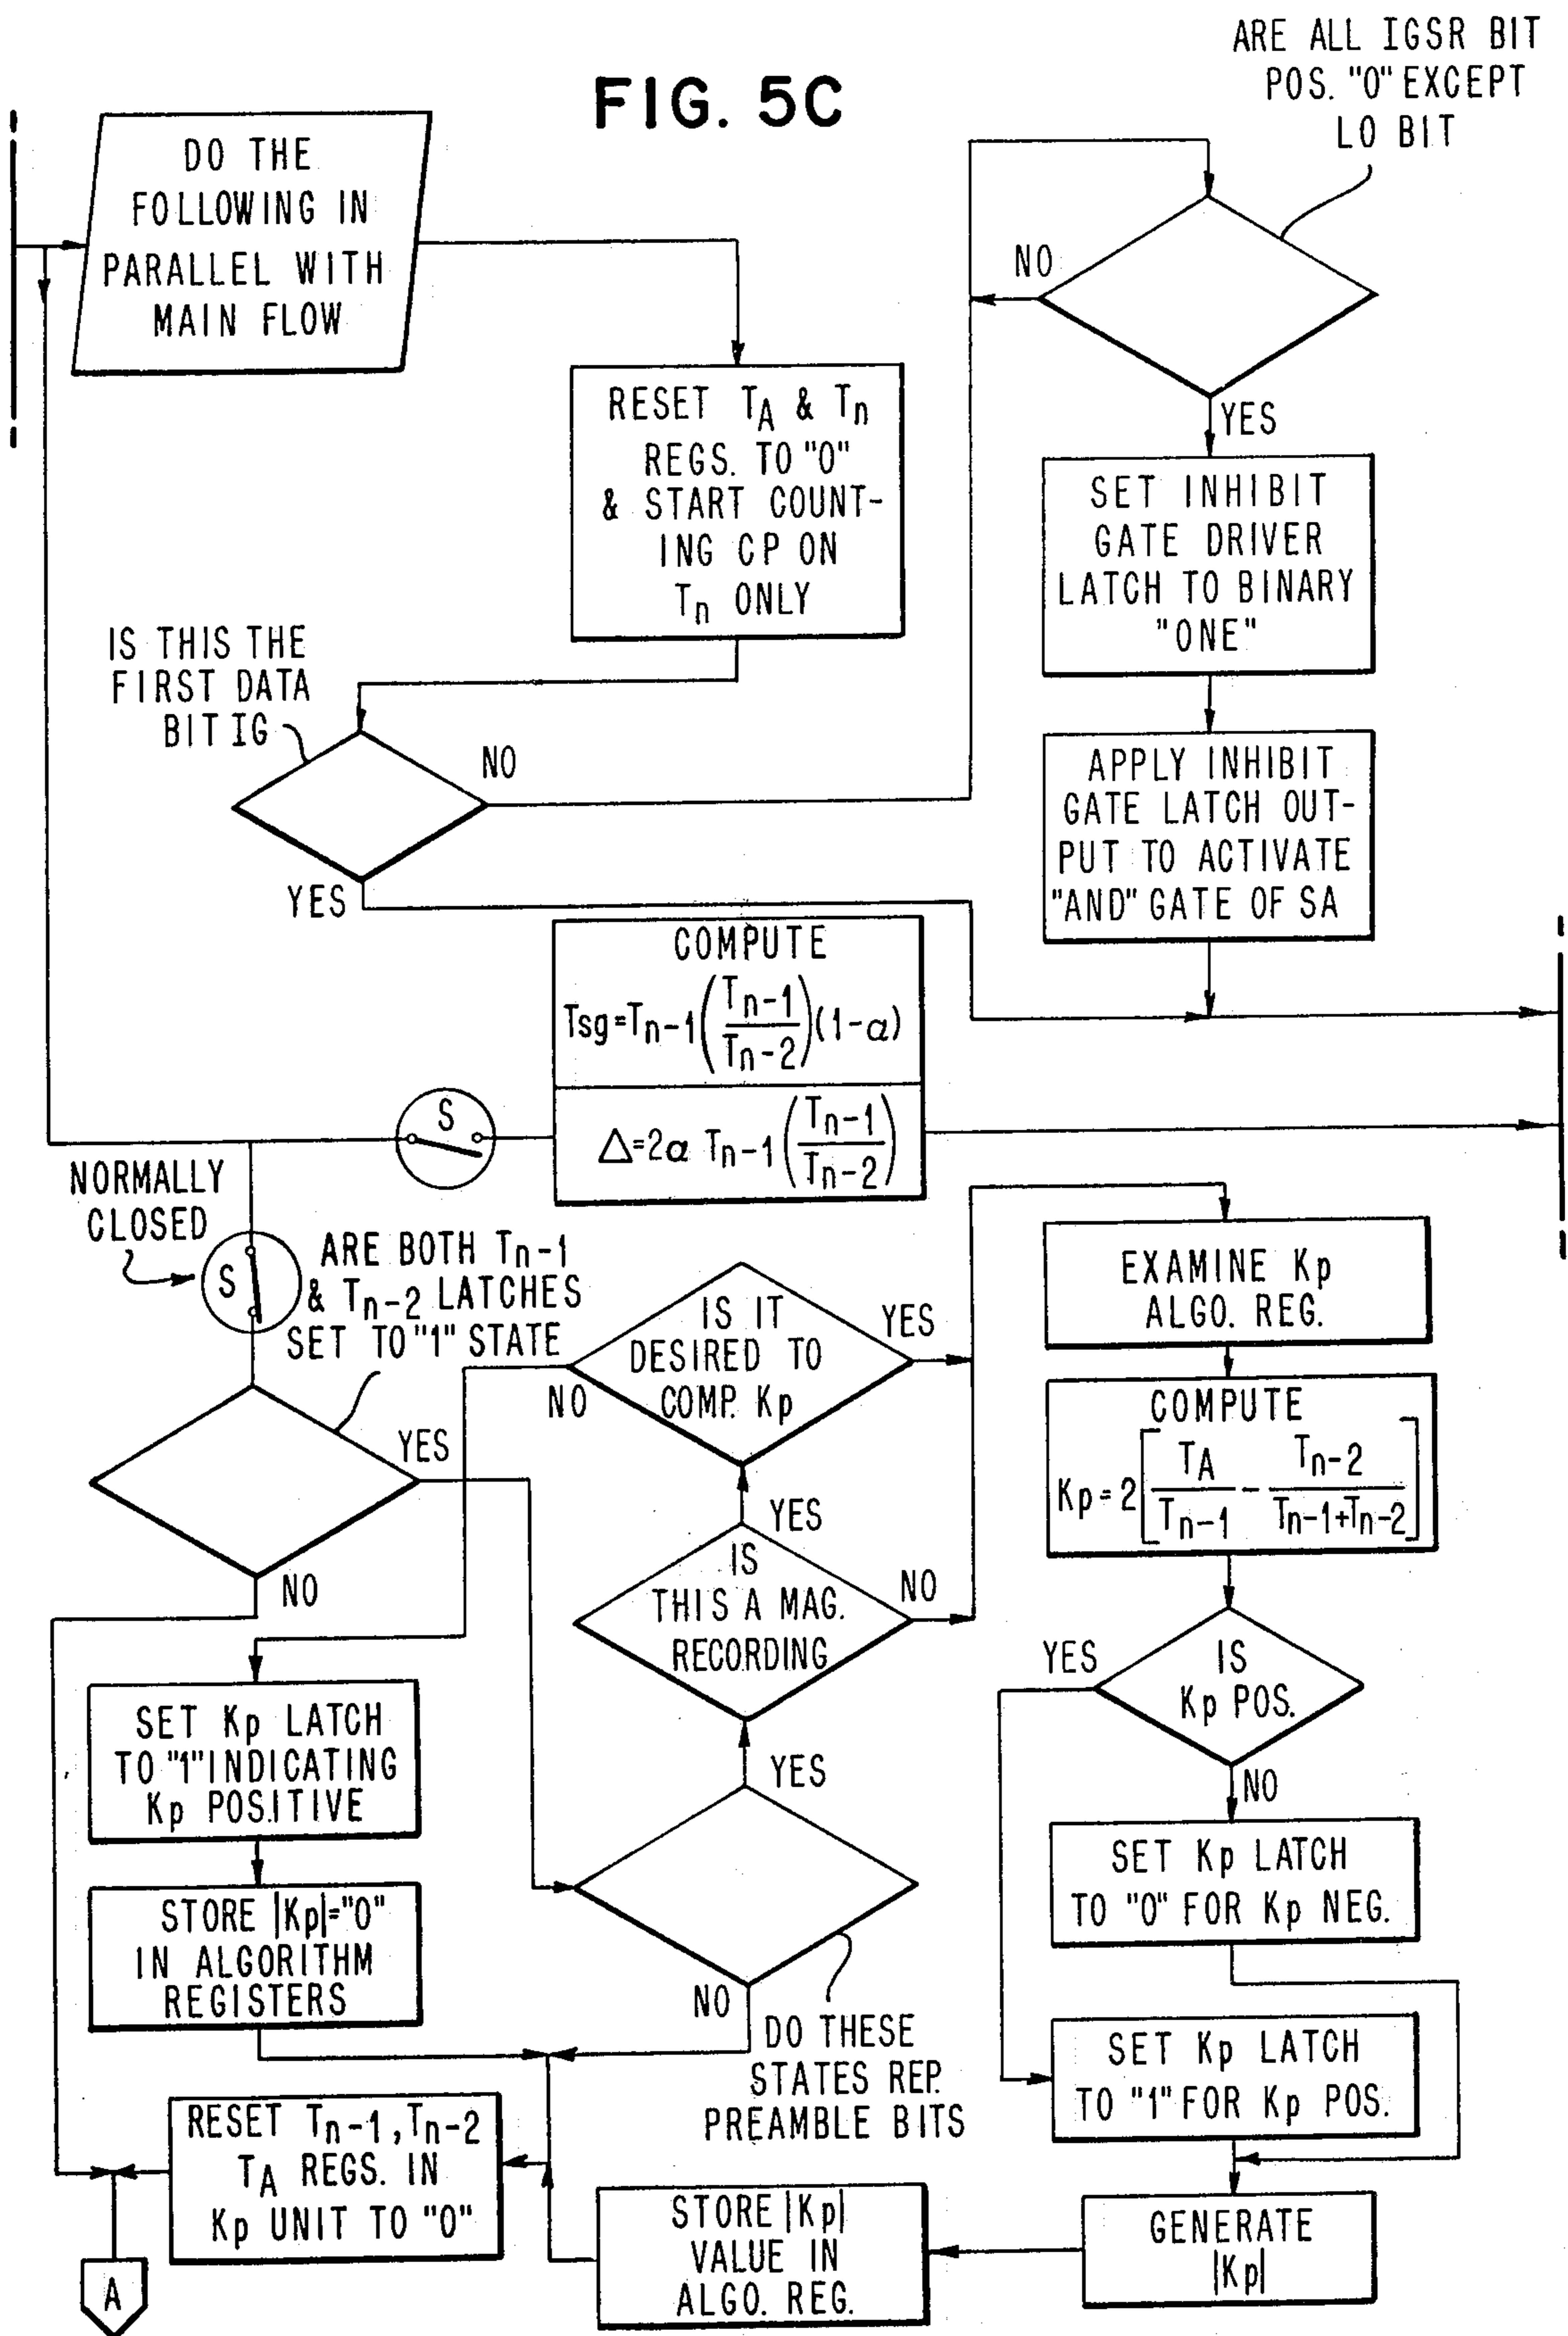 FIG. 5C
ARE ALL IGSR BIT
POS. "0" EXCEPT
LO BIT
DO THE
FOLLOWING IN
PARALLEL WITH
MAIN FLOW
NO
YES
RESET TA & Tn
REGS. TO "0"
& START COUNT-
ING CP ON
Tn ONLY
SET INHIBIT
GATE DRIVER
LATCH TO BINARY
"ONE"
IS THIS THE
FIRST DATA
BIT IG
NO
YES
APPLY INHIBIT
GATE LATCH OUT-
PUT TO ACTIVATE
"AND" GATE OF SA
COMPUTE
Tsg=Tn-1(Tn-1/Tn-2)(1-α)
Δ=2α Tn-1(Tn-1/Tn-2)
S
NORMALLY
CLOSED
S
ARE BOTH Tn-1
& Tn-2 LATCHES
SET TO "1" STATE
YES
NO
IS IT
DESIRED TO
COMP. Kp
YES
NO
EXAMINE Kp
ALGO. REG.
COMPUTE
Kp=2[TA/Tn-1 - Tn-2/Tn-1+Tn-2]
YES
IS
THIS A MAG.
RECORDING
NO
YES
IS
Kp POS.
NO
SET Kp LATCH
TO "1" INDICATING
Kp POS.ITIVE
YES
NO
DO THESE
STATES REP.
PREAMBLE BITS
SET Kp LATCH
TO "0" FOR Kp NEG.
STORE |Kp|="0"
IN ALGORITHM
REGISTERS
SET Kp LATCH
TO "1" FOR Kp POS.
RESET Tn-1, Tn-2
TA REGS. IN
Kp UNIT TO "0"
STORE |Kp|
VALUE IN
ALGO. REG.
GENERATE
|Kp|
A